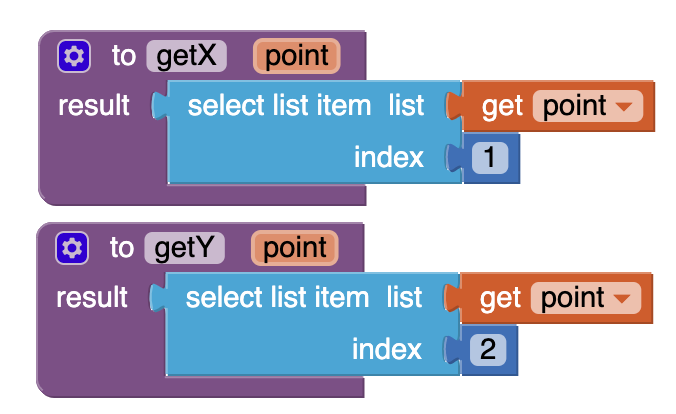 to getX point
result select list item list get point
index 1
to getY point
result select list item list get point
index 2